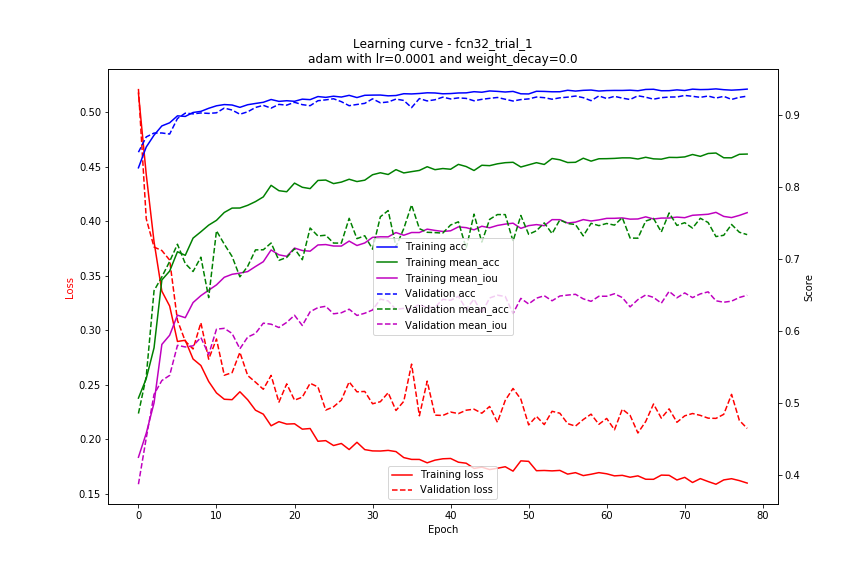 Learning curve - fcn32_trial_1
adam with lr=0.0001 and weight_decay=0.0
0.50
0.45
0.40
0.35
0.30
0.25
0.20
0.15
Loss
0.9
0.8
0.7
0.6
0.5
0.4
Score
Training acc
Training mean_acc
Training mean_iou
Validation acc
Validation mean_acc
Validation mean_iou
Training loss
Validation loss
0 10 20 30 40 50 60 70 80
Epoch